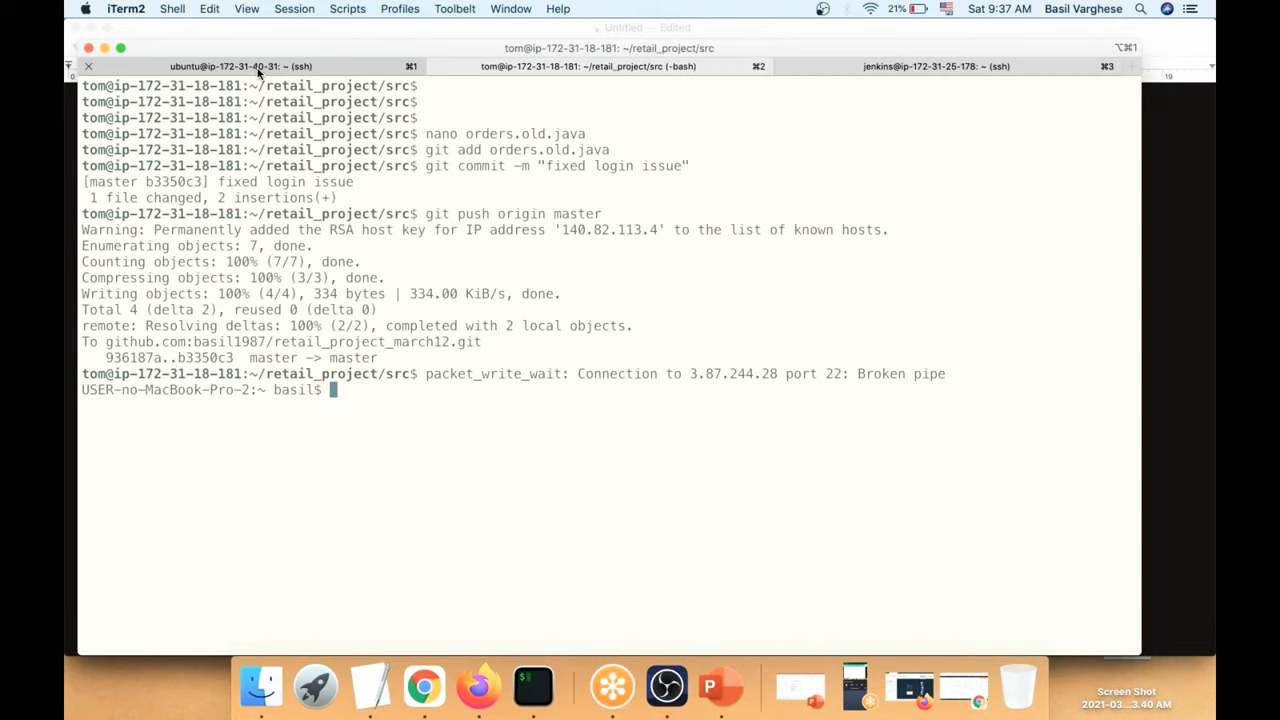 iTerm2 Shell Edit View Session Scripts Profiles Toolbelt Window Help 21% Sat 9:37 AM Basil Varghese
Untitled — Edited
tom@ip-172-31-18-181: ~/retail_project/src ⌥⌘1
ubuntu@ip-172-31-40-31: ~ (ssh) ⌘1 tom@ip-172-31-18-181: ~/retail_project/src (-bash) ⌘2 jenkins@ip-172-31-25-178: ~ (ssh) ⌘3
0 19
tom@ip-172-31-18-181:~/retail_project/src$
tom@ip-172-31-18-181:~/retail_project/src$
tom@ip-172-31-18-181:~/retail_project/src$
tom@ip-172-31-18-181:~/retail_project/src$ nano orders.old.java
tom@ip-172-31-18-181:~/retail_project/src$ git add orders.old.java
tom@ip-172-31-18-181:~/retail_project/src$ git commit -m "fixed login issue"
[master b3350c3] fixed login issue
1 file changed, 2 insertions(+)
tom@ip-172-31-18-181:~/retail_project/src$ git push origin master
Warning: Permanently added the RSA host key for IP address '140.82.113.4' to the list of known hosts.
Enumerating objects: 7, done.
Counting objects: 100% (7/7), done.
Compressing objects: 100% (3/3), done.
Writing objects: 100% (4/4), 334 bytes | 334.00 KiB/s, done.
Total 4 (delta 2), reused 0 (delta 0)
remote: Resolving deltas: 100% (2/2), completed with 2 local objects.
To github.com:basil1987/retail_project_march12.git
936187a..b3350c3  master -> master
tom@ip-172-31-18-181:~/retail_project/src$ packet_write_wait: Connection to 3.87.244.28 port 22: Broken pipe
USER-no-MacBook-Pro-2:~ basil$
Screen Shot
2021-03...3.40 AM